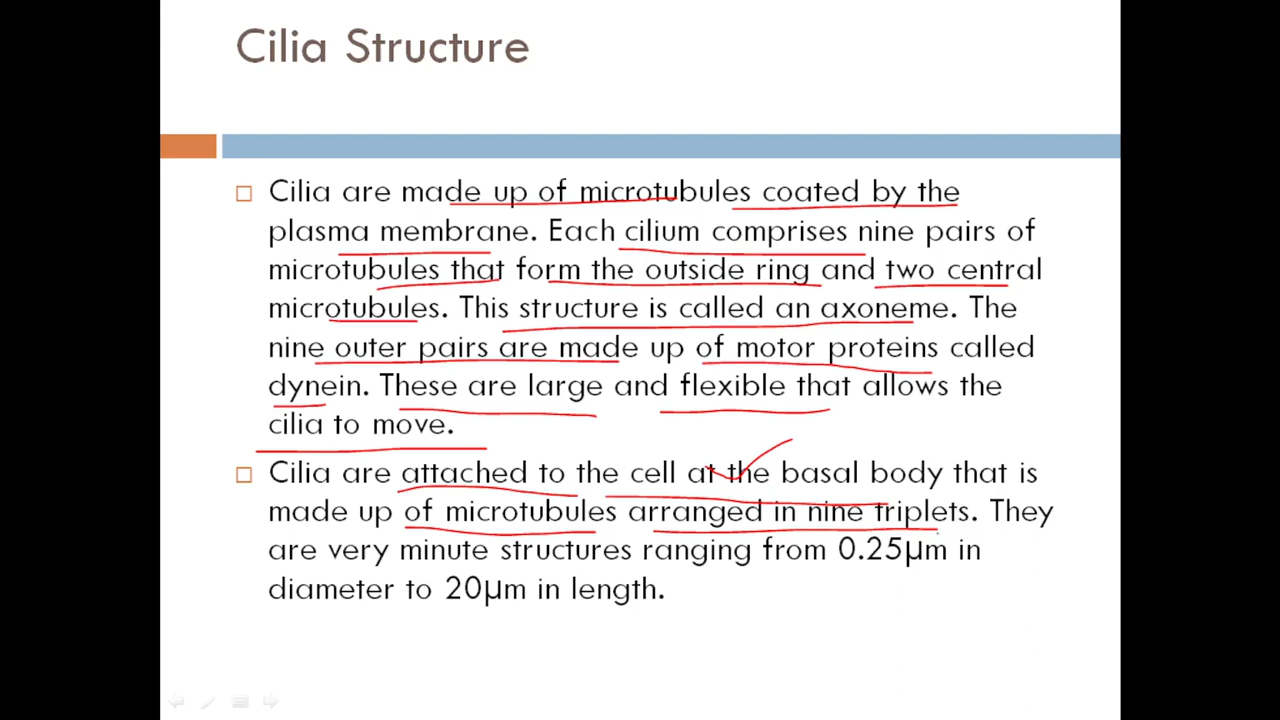 Cilia Structure
Cilia are made up of microtubules coated by the
plasma membrane. Each cilium comprises nine pairs of
microtubules that form the outside ring and two central
microtubules. This structure is called an axoneme. The
nine outer pairs are made up of motor proteins called
dynein. These are large and flexible that allows the
cilia to move.
Cilia are attached to the cell at the basal body that is
made up of microtubules arranged in nine triplets. They
are very minute structures ranging from 0.25µm in
diameter to 20µm in length.